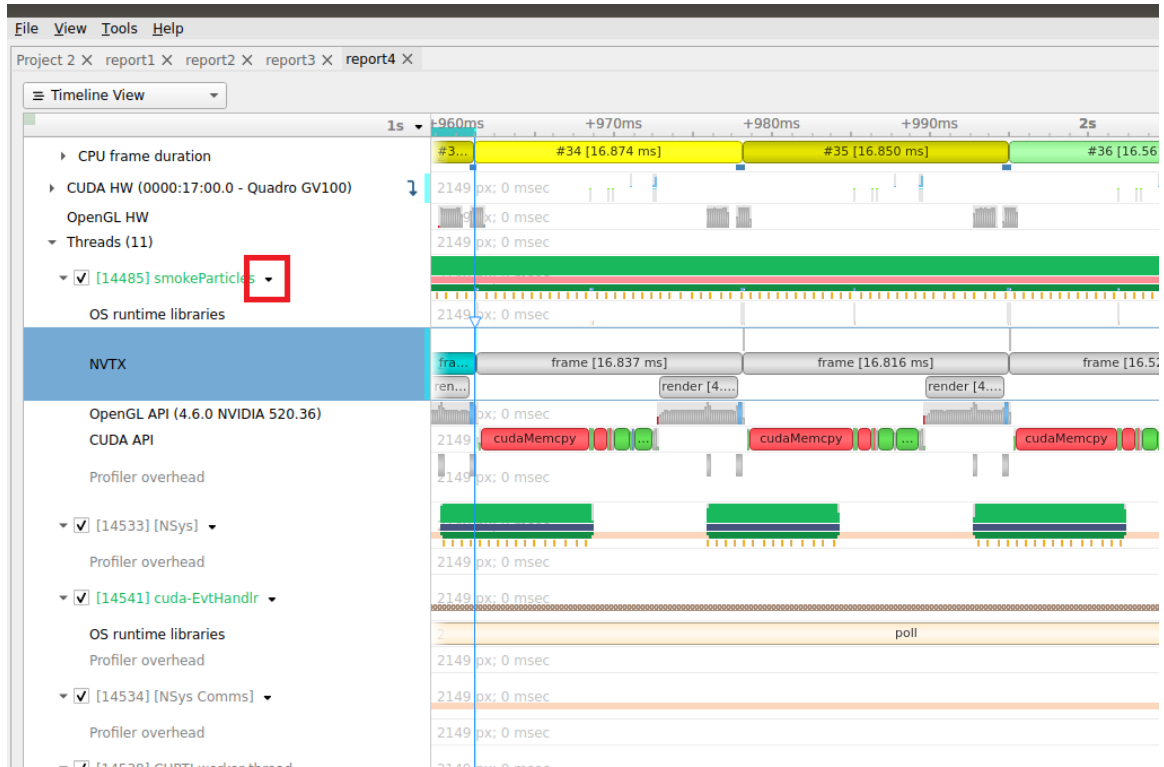 File View Tools Help
Project 2 report1 report2 report3 report4
Timeline View
1s +960ms +970ms +980ms +990ms 2s
CPU frame duration #3... #34 [16.874 ms] #35 [16.850 ms] #36 [16.56
CUDA HW (0000:17:00.0 - Quadro GV100) 2149 px; 0 msec
OpenGL HW px; 0 msec
Threads (11) 2149 px; 0 msec
[14485] smokeParticles
OS runtime libraries 2149 px; 0 msec
NVTX fra... frame [16.837 ms] frame [16.816 ms] frame [16.52
ren... render [4.... render [4....
OpenGL API (4.6.0 NVIDIA 520.36) px; 0 msec
CUDA API 2149 cudaMemcpy ... cudaMemcpy ... cudaMemcpy
Profiler overhead 2149 px; 0 msec
[14533] [NSys]
Profiler overhead 2149 px; 0 msec
[14541] cuda-EvtHandlr 2149 px; 0 msec
OS runtime libraries 2 poll
Profiler overhead 2149 px; 0 msec
[14534] [NSys Comms] 2149 px; 0 msec
Profiler overhead 2149 px; 0 msec